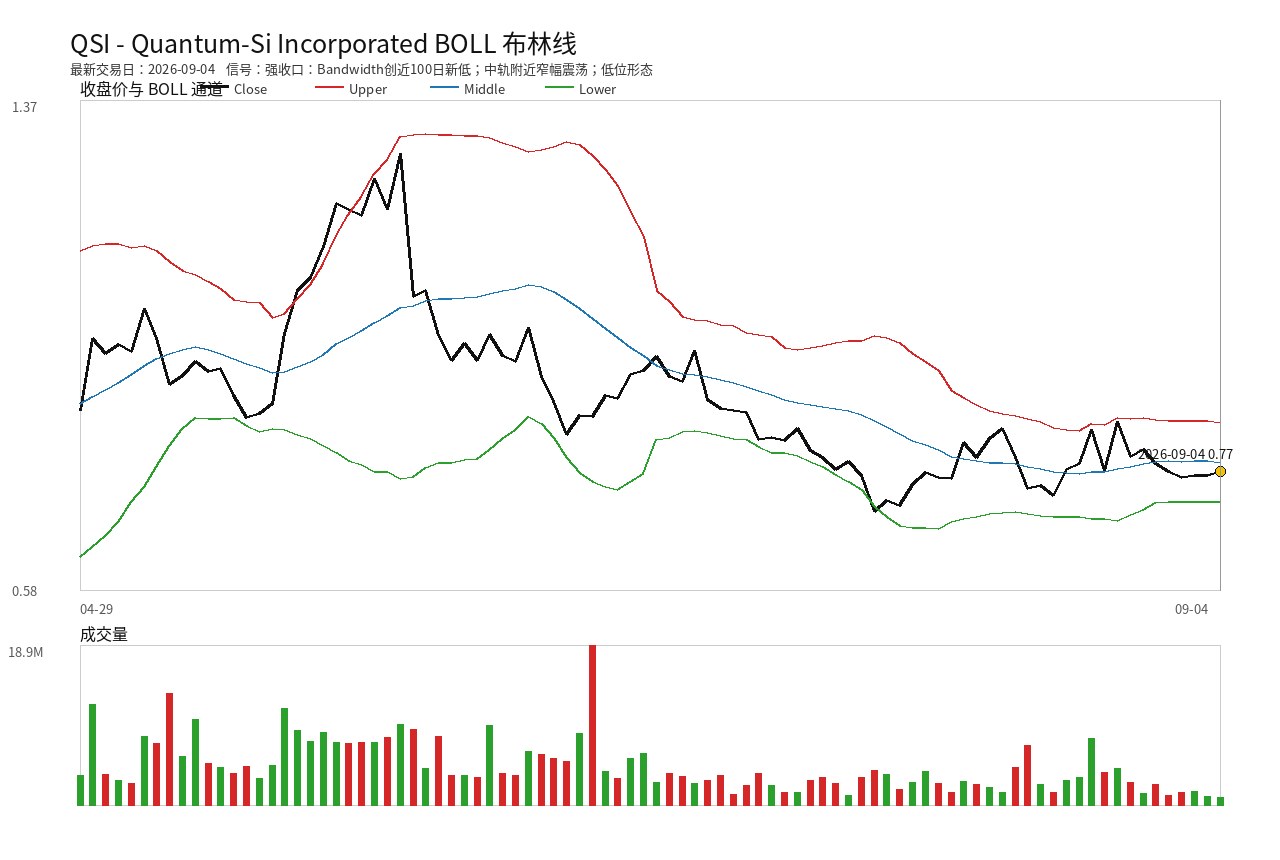 QSI - Quantum-Si Incorporated BOLL 布林线
最新交易日：2026-09-04 信号：强收口：Bandwidth创近100日新低；中轨附近窄幅震荡；低位形态
收盘价与 BOLL 通道 Close Upper Middle Lower
1.37
2026-09-04 0.77
0.58
04-29 09-04
成交量
18.9M